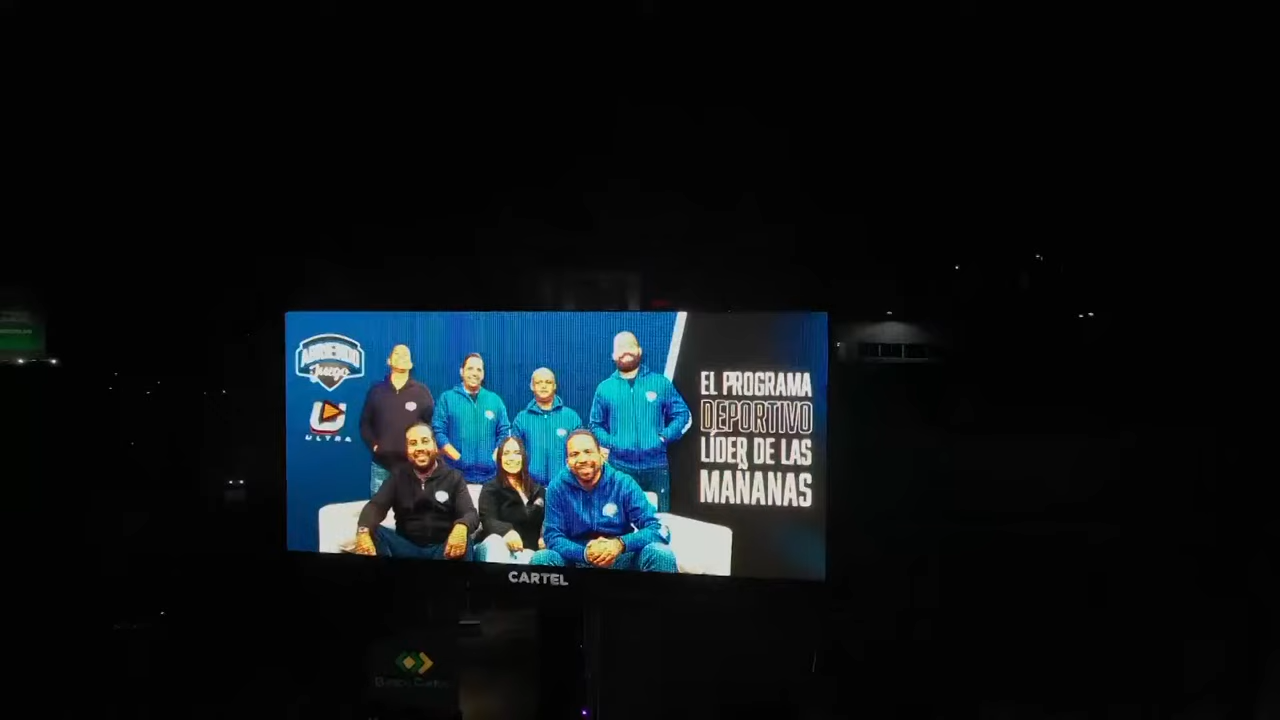 ABRIENDO
Juego
U
ULTRA
EL PROGRAMA
DEPORTIVO
LÍDER DE LAS
MAÑANAS
CARTEL